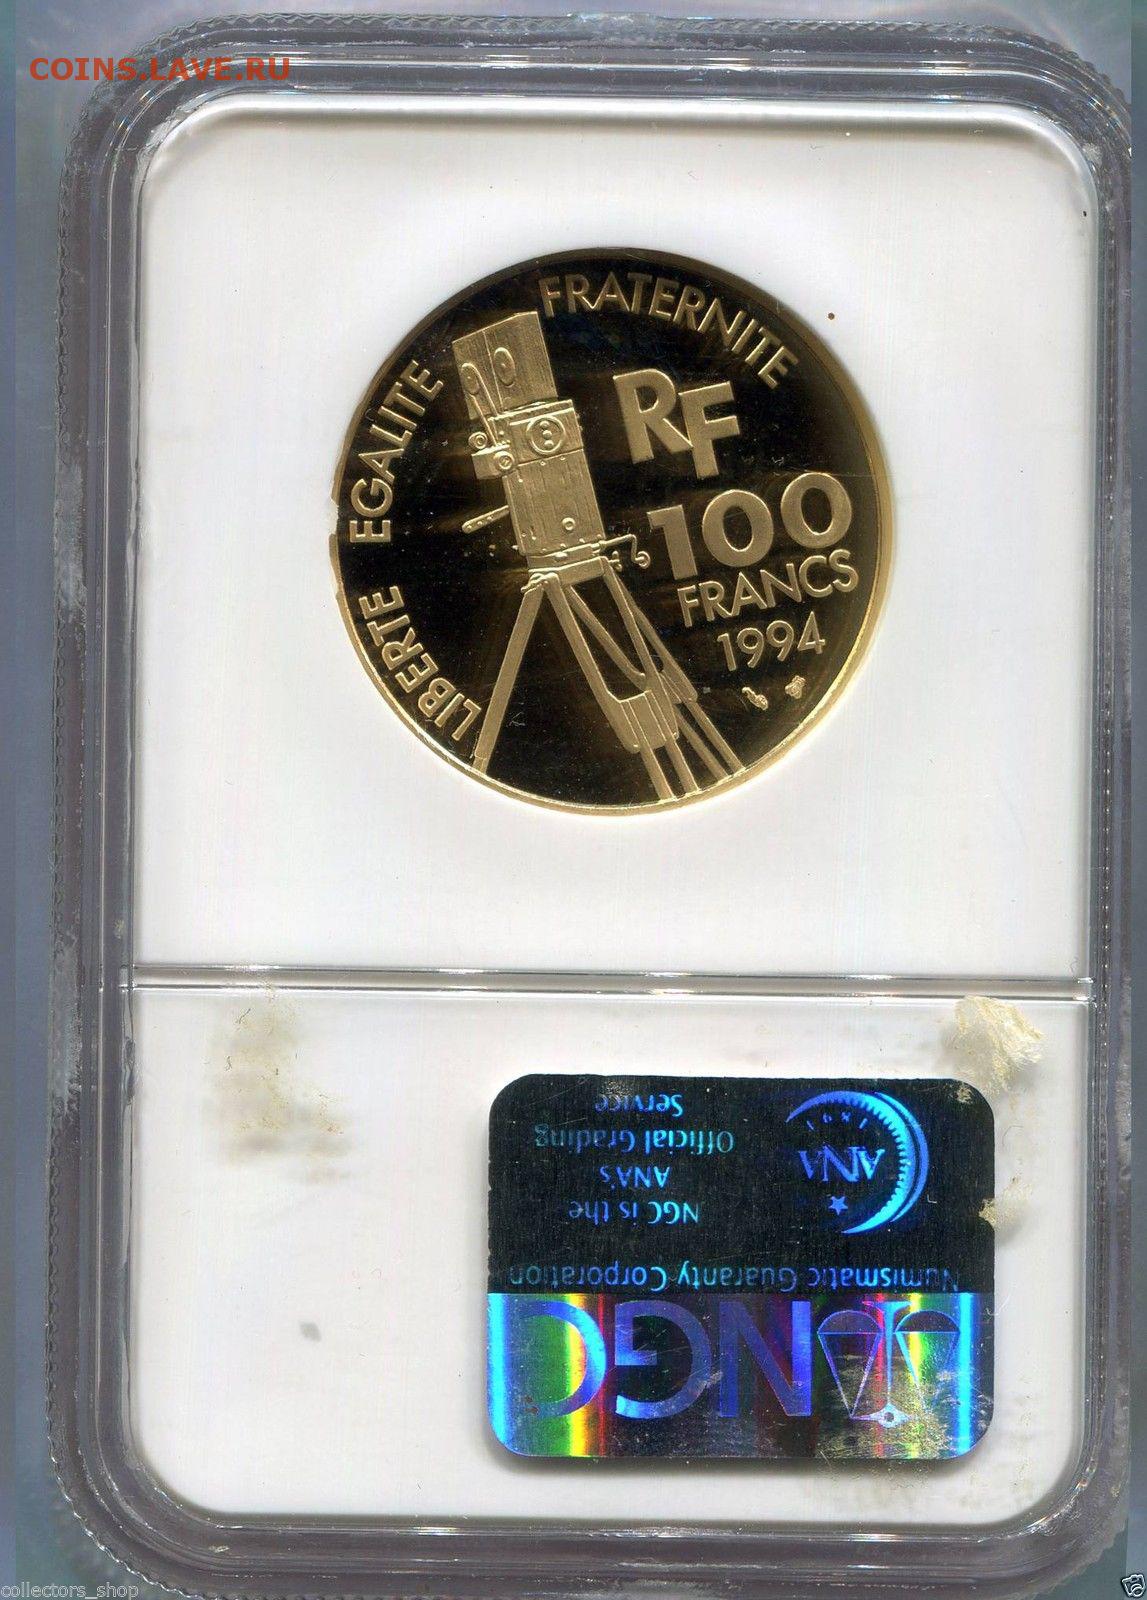 COINS.LAVE.RU
LIBERTE EGALITE FRATERNITE
RF
100
FRANCS
1994
NGC
Numismatic Guaranty Corporation
NGC is the
ANA's
Official Grading
Service
ANA
1891
collectors_shop